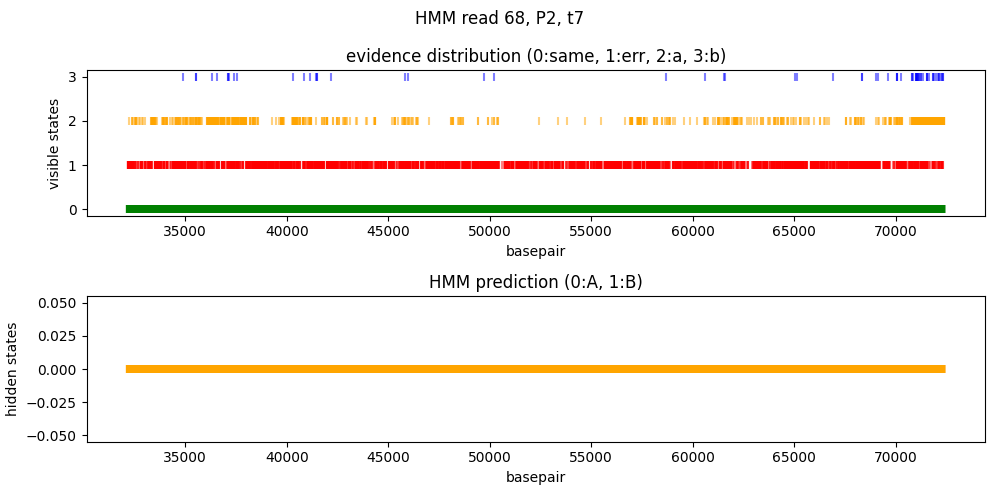 HMM read 68, P2, t7
evidence distribution (0:same, 1:err, 2:a, 3:b)
visible states
3
2
1
0
35000 40000 45000 50000 55000 60000 65000 70000
basepair
HMM prediction (0:A, 1:B)
hidden states
0.050
0.025
0.000
−0.025
−0.050
35000 40000 45000 50000 55000 60000 65000 70000
basepair